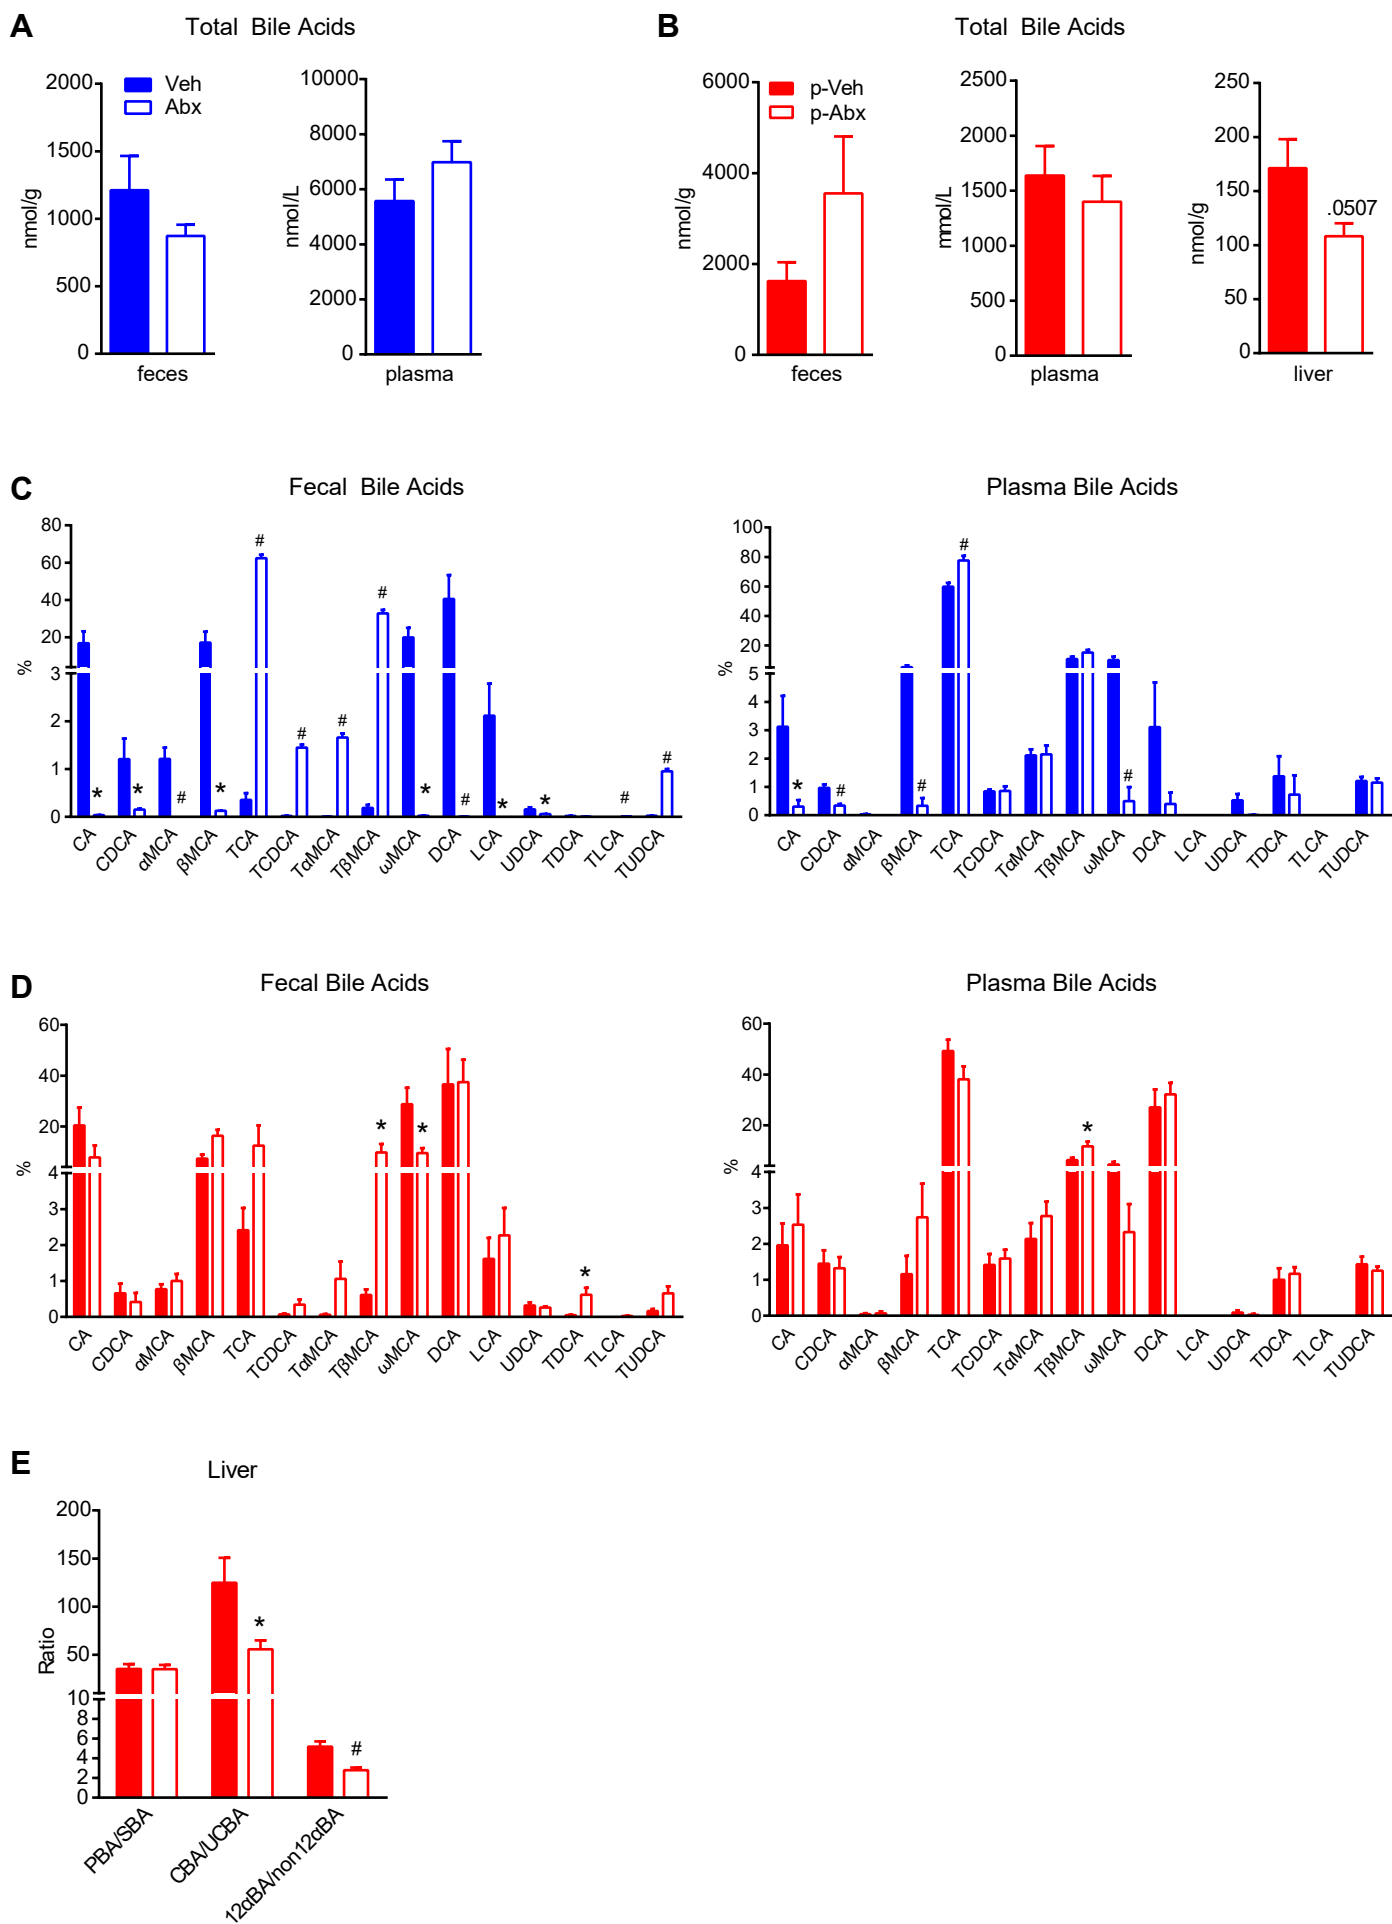 A
Total Bile Acids
2000
1500
1000
500
0
nmol/g
Veh
Abx
feces
10000
8000
6000
4000
2000
0
nmol/L
plasma
B
Total Bile Acids
6000
4000
2000
0
nmol/g
p-Veh
p-Abx
feces
2500
2000
1500
1000
500
0
mmol/L
plasma
250
200
150
100
50
0
nmol/g
.0507
liver
C
Fecal Bile Acids
80
60
40
20
3
2
1
0
%
* * # * # # # # * # * * # #
CA
CDCA
αMCA
βMCA
TCA
TCDCA
TαMCA
TβMCA
ωMCA
DCA
LCA
UDCA
TDCA
TLCA
TUDCA
Plasma Bile Acids
100
80
60
40
20
5
4
3
2
1
0
%
* # # # #
CA
CDCA
αMCA
βMCA
TCA
TCDCA
TαMCA
TβMCA
ωMCA
DCA
LCA
UDCA
TDCA
TLCA
TUDCA
D
Fecal Bile Acids
60
40
20
4
3
2
1
0
%
* * *
CA
CDCA
αMCA
βMCA
TCA
TCDCA
TαMCA
TβMCA
ωMCA
DCA
LCA
UDCA
TDCA
TLCA
TUDCA
Plasma Bile Acids
60
40
20
4
3
2
1
0
%
*
CA
CDCA
αMCA
βMCA
TCA
TCDCA
TαMCA
TβMCA
ωMCA
DCA
LCA
UDCA
TDCA
TLCA
TUDCA
E
Liver
200
150
100
50
10
8
6
4
2
0
Ratio
* #
PBA/SBA
CBA/UCBA
12αBA/non12αBA